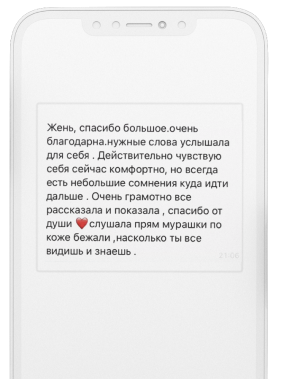 Жень, спасибо большое.очень
благодарна.нужные слова услышала
для себя . Действительно чувствую
себя сейчас комфортно, но всегда
есть небольшие сомнения куда идти
дальше . Очень грамотно все
рассказала и показала , спасибо от
души ❤️слушала прям мурашки по
коже бежали ,насколько ты все
видишь и знаешь .